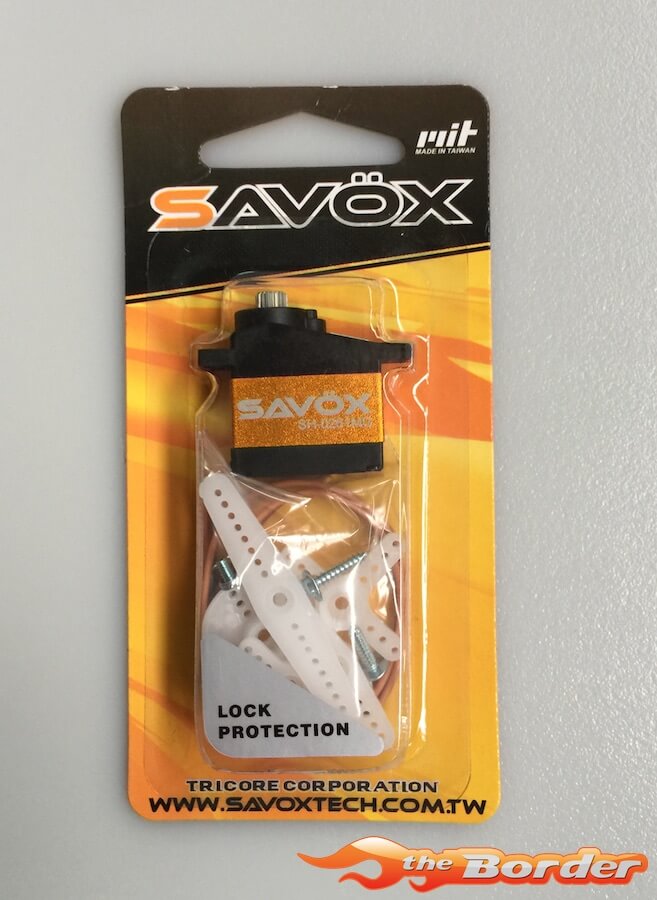 mit
MADE IN TAIWAN
SAVÖX
SAVÖX
LOCK
PROTECTION
TRICORE CORPORATION
WWW.SAVOXTECH.COM.TW
the Border